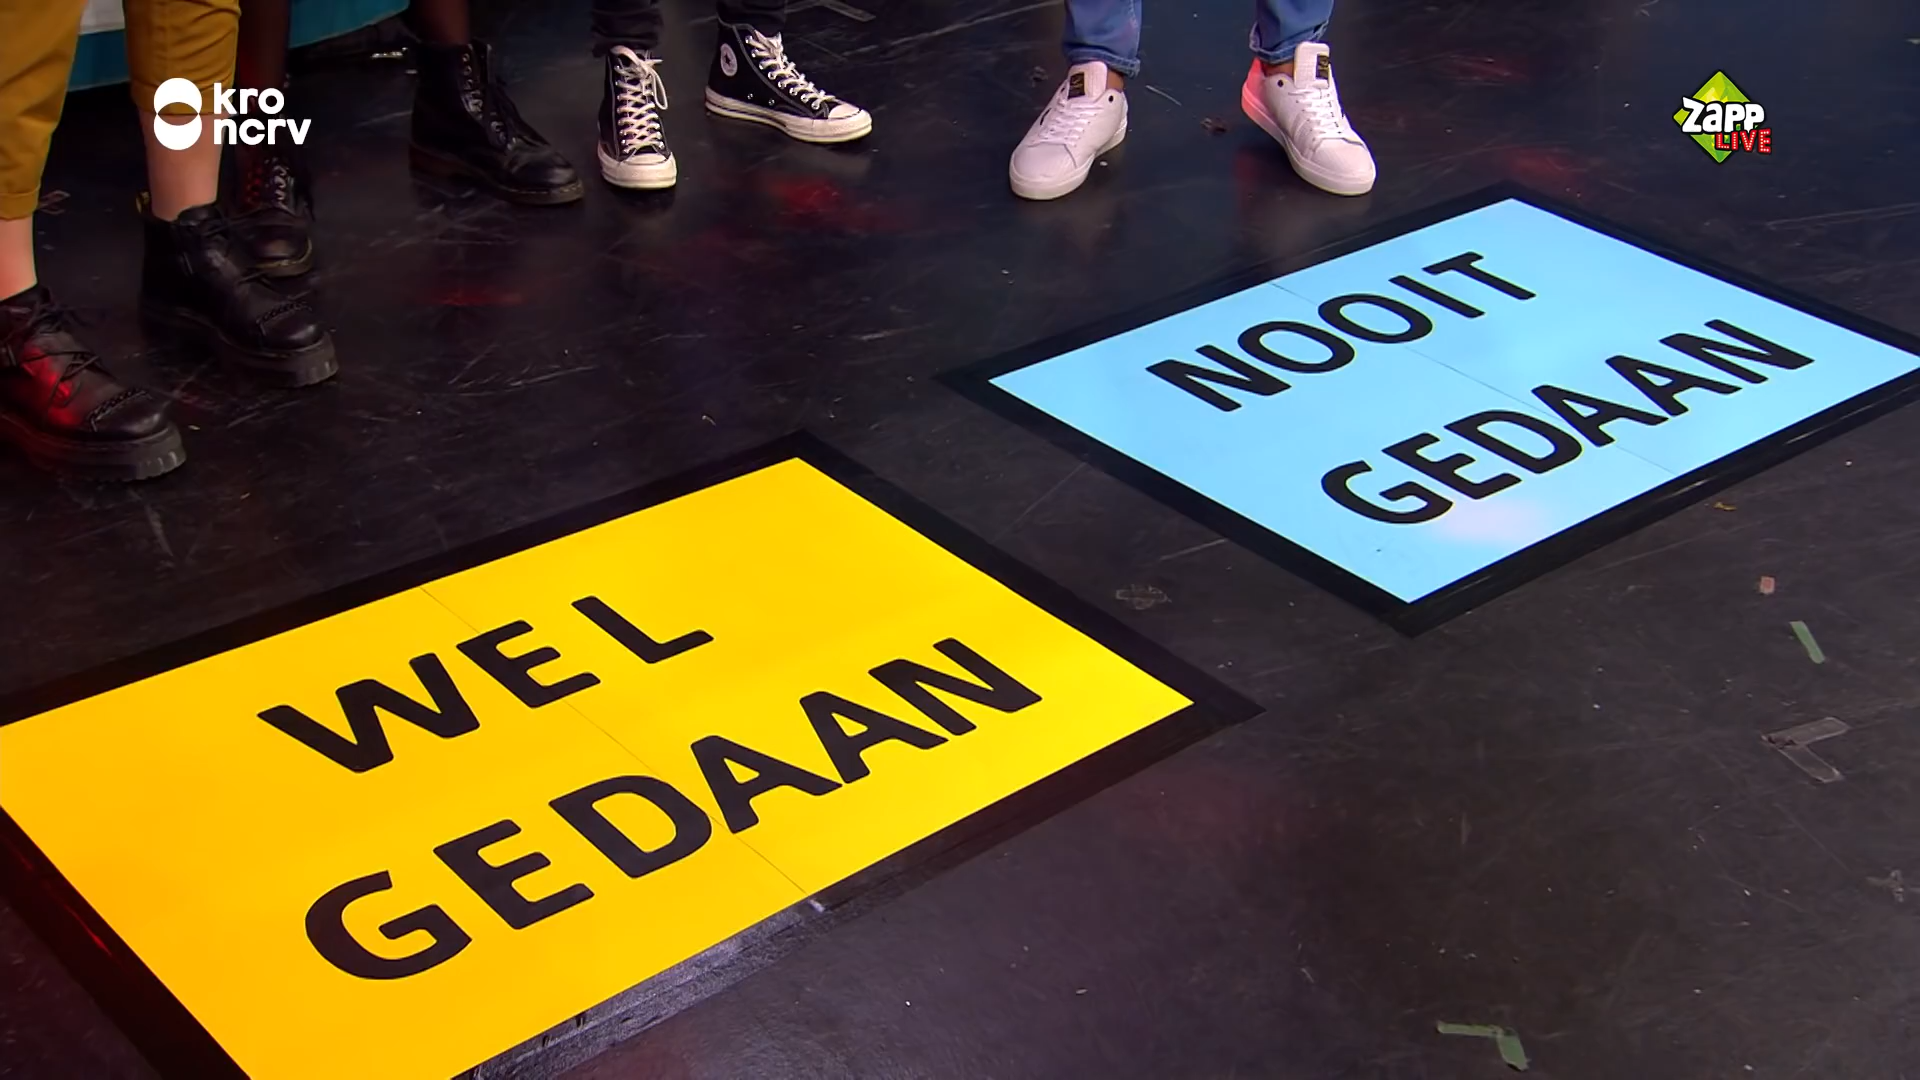 kro
ncrv
Zapp
LIVE
NOOIT
GEDAAN
WEL
GEDAAN